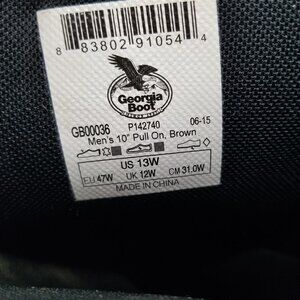 8 83802 91054 4
Georgia
Boot
GB00036 P142740 06-15
Men's 10" Pull On, Brown
US 13W
EU 47W UK 12W CM 31.0W
MADE IN CHINA